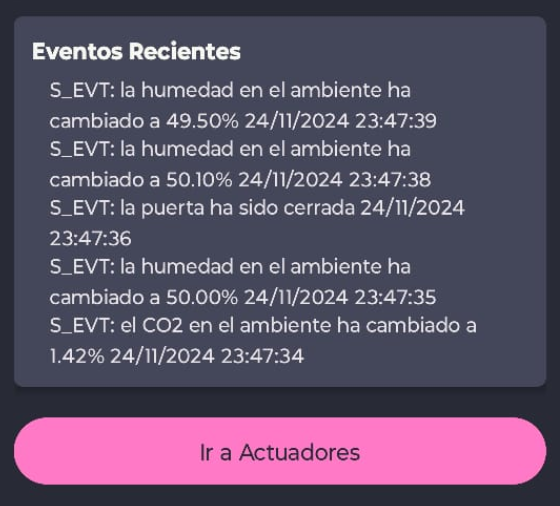 Eventos Recientes
S_EVT: la humedad en el ambiente ha
cambiado a 49.50% 24/11/2024 23:47:39
S_EVT: la humedad en el ambiente ha
cambiado a 50.10% 24/11/2024 23:47:38
S_EVT: la puerta ha sido cerrada 24/11/2024
23:47:36
S_EVT: la humedad en el ambiente ha
cambiado a 50.00% 24/11/2024 23:47:35
S_EVT: el CO2 en el ambiente ha cambiado a
1.42% 24/11/2024 23:47:34
Ir a Actuadores